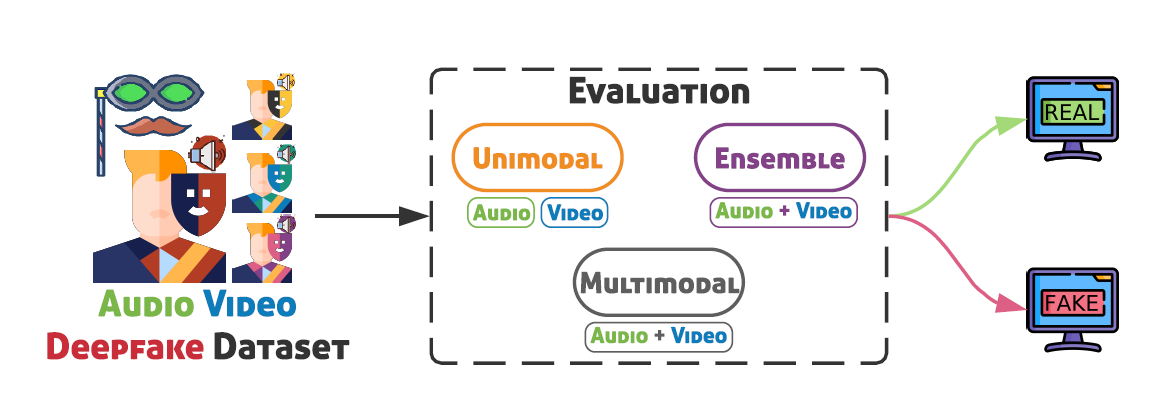 Audio Video
Deepfake Dataset
Evaluation
Unimodal
Audio Video
Ensemble
Audio + Video
Multimodal
Audio + Video
REAL
FAKE